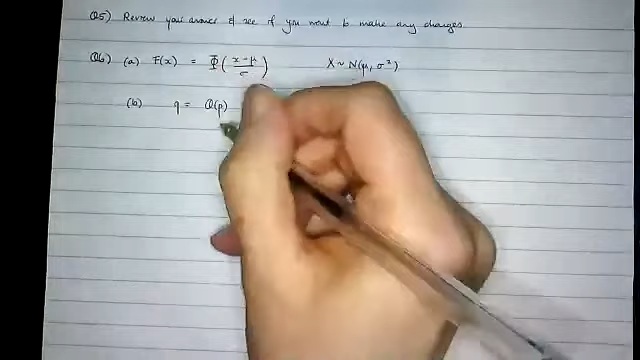 Q5) Review your answer & see if you want to make any changes
Q6) (a) F(x) = Φ((x-μ)/σ) X ~ N(μ, σ²)
(b) q = Q(p)